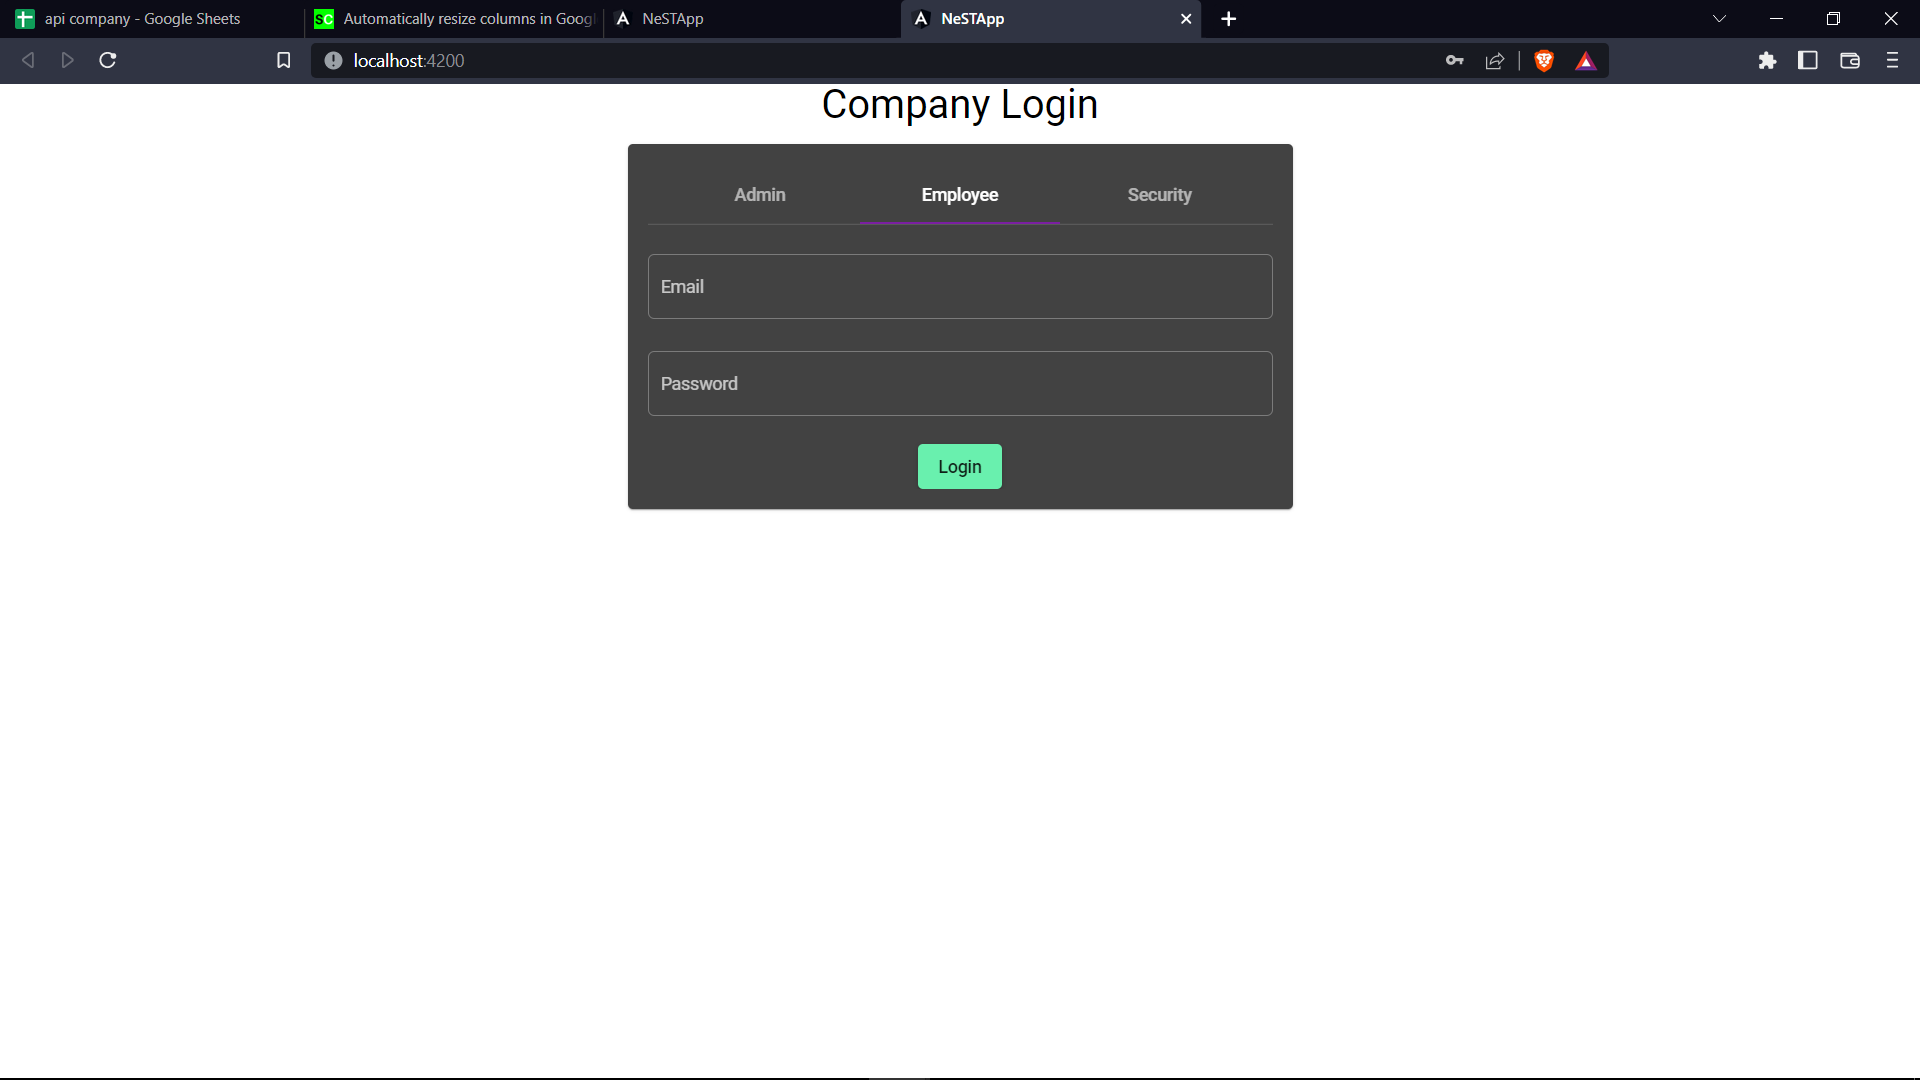 api company - Google Sheets
SC Automatically resize columns in Googl
NeSTApp
NeSTApp
localhost:4200
Company Login
Admin Employee Security
Email
Password
Login